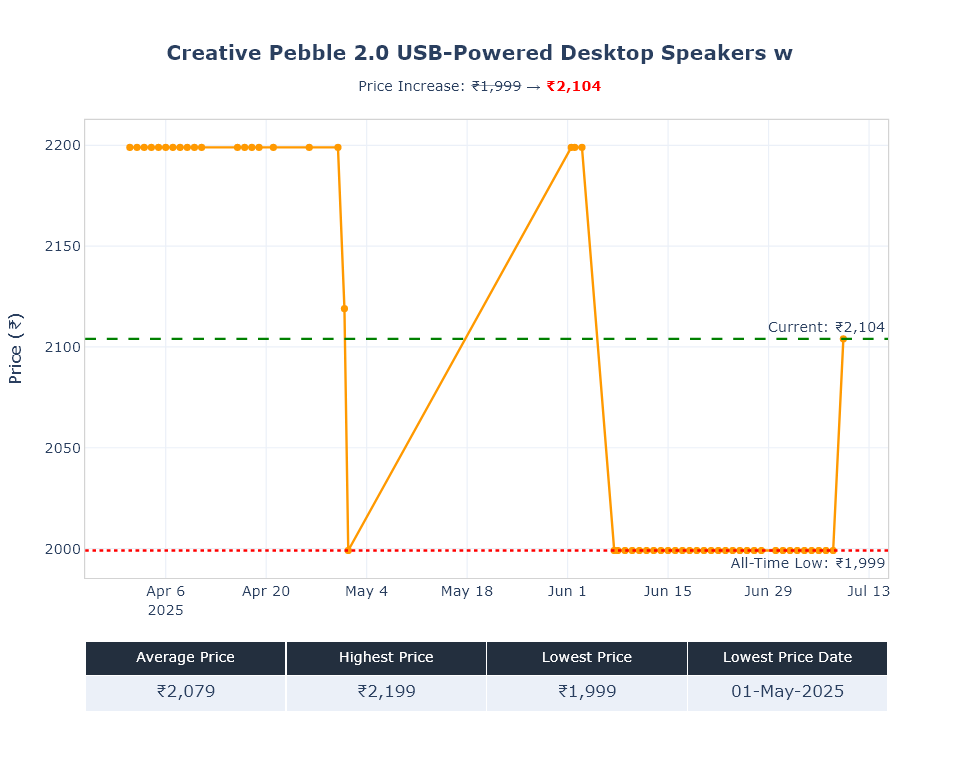 Creative Pebble 2.0 USB-Powered Desktop Speakers w
Price Increase: ₹1,999 → ₹2,104
Price (₹)
2200
2150
2100
2050
2000
Current: ₹2,104
All-Time Low: ₹1,999
Apr 6 Apr 20 May 4 May 18 Jun 1 Jun 15 Jun 29 Jul 13
2025
Average Price Highest Price Lowest Price Lowest Price Date
₹2,079 ₹2,199 ₹1,999 01-May-2025